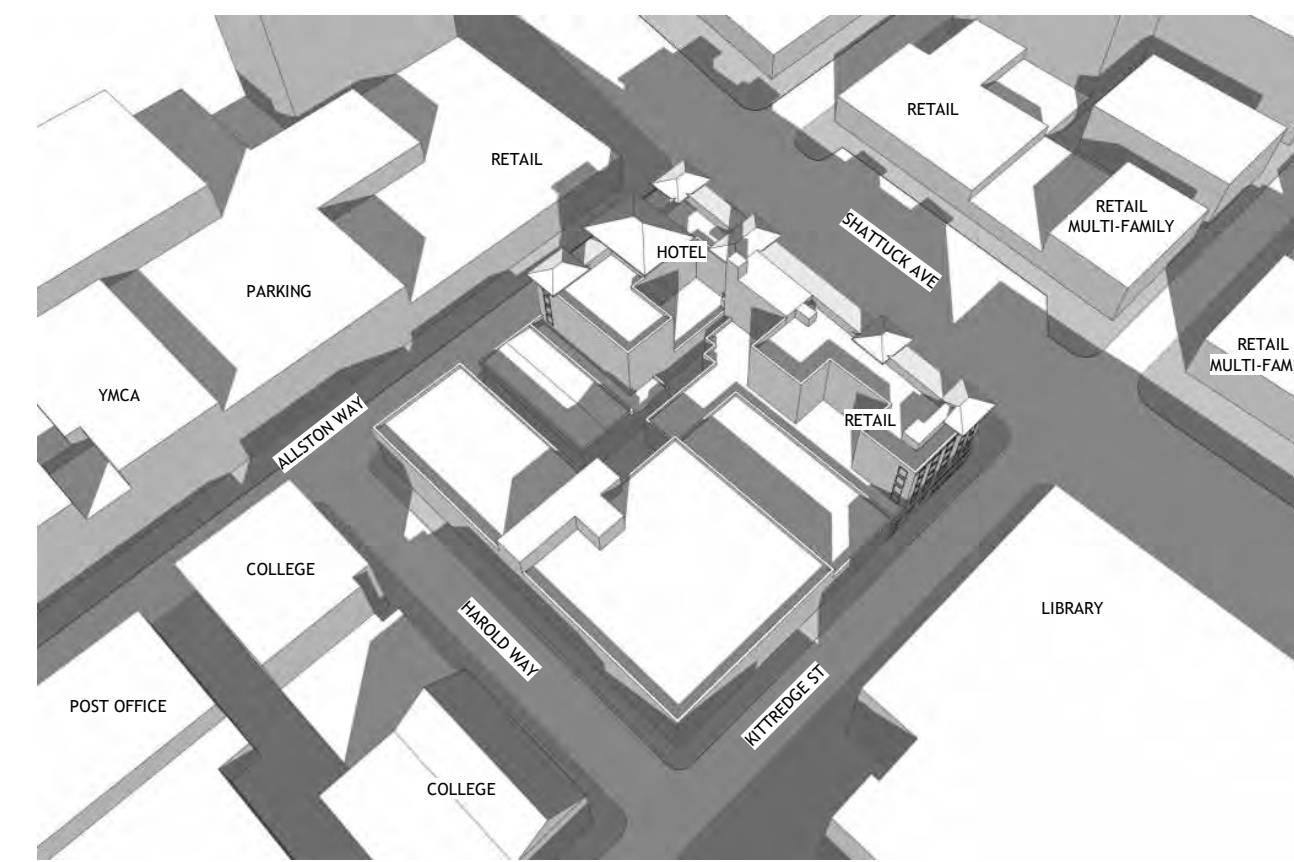 RETAIL
RETAIL
RETAIL
MULTI-FAMILY
SHATTUCK AVE
HOTEL
PARKING
RETAIL
MULTI-FAM
YMCA
ALLSTON WAY
RETAIL
COLLEGE
LIBRARY
HAROLD WAY
POST OFFICE
KITTREDGE ST
COLLEGE